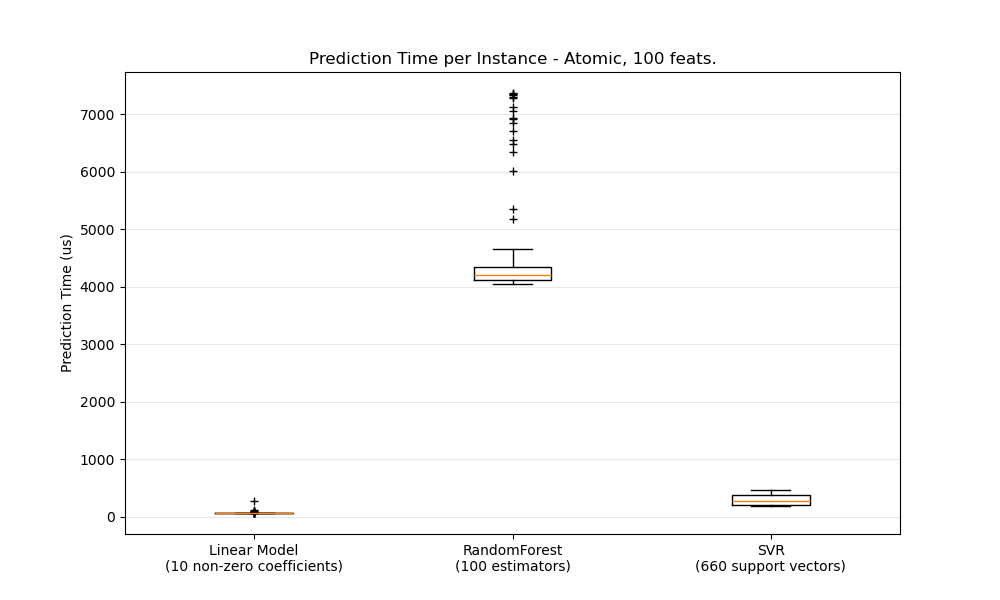 Prediction Time per Instance - Atomic, 100 feats.
Prediction Time (us)
7000
6000
5000
4000
3000
2000
1000
0
Linear Model
(10 non-zero coefficients)
RandomForest
(100 estimators)
SVR
(660 support vectors)